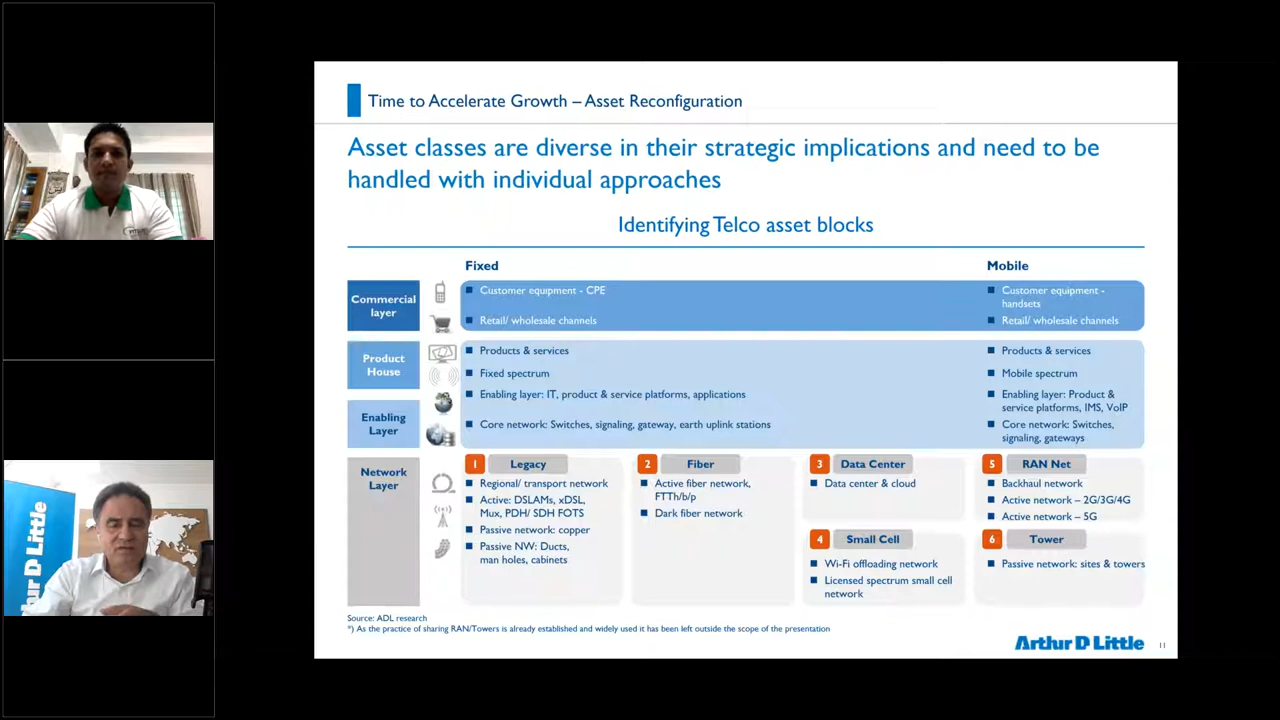 Time to Accelerate Growth – Asset Reconfiguration
Asset classes are diverse in their strategic implications and need to be
handled with individual approaches
Identifying Telco asset blocks
Fixed
Mobile
Commercial
layer
Customer equipment - CPE
Retail/ wholesale channels
Customer equipment -
handsets
Retail/ wholesale channels
Product
House
Products & services
Fixed spectrum
Products & services
Mobile spectrum
Enabling
Layer
Enabling layer: IT, product & service platforms, applications
Core network: Switches, signaling, gateway, earth uplink stations
Enabling layer: Product &
service platforms, IMS, VoIP
Core network: Switches,
signaling, gateways
Network
Layer
1 Legacy
Regional/ transport network
Active: DSLAMs, xDSL,
Mux, PDH/ SDH FOTS
Passive network: copper
Passive NW: Ducts,
man holes, cabinets
2 Fiber
Active fiber network,
FTTh/b/p
Dark fiber network
3 Data Center
Data center & cloud
4 Small Cell
Wi-Fi offloading network
Licensed spectrum small cell
network
5 RAN Net
Backhaul network
Active network – 2G/3G/4G
Active network – 5G
6 Tower
Passive network: sites & towers
Source: ADL research
*) As the practice of sharing RAN/Towers is already established and widely used it has been left outside the scope of the presentation
Arthur D Little
11
thur D Little